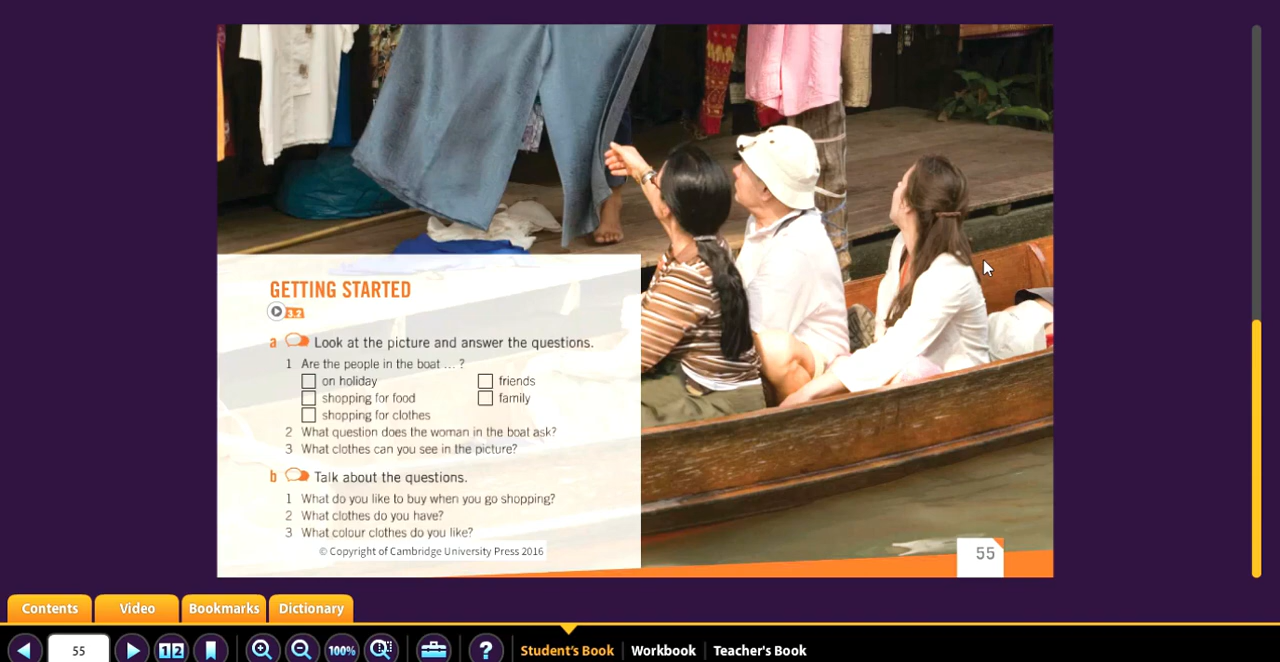 GETTING STARTED
3.2
a Look at the picture and answer the questions.
1 Are the people in the boat … ?
on holiday
friends
shopping for food
family
shopping for clothes
2 What question does the woman in the boat ask?
3 What clothes can you see in the picture?
b Talk about the questions.
1 What do you like to buy when you go shopping?
2 What clothes do you have?
3 What colour clothes do you like?
© Copyright of Cambridge University Press 2016
55
Contents Video Bookmarks Dictionary
55 1 2 100% ? Student's Book Workbook Teacher's Book